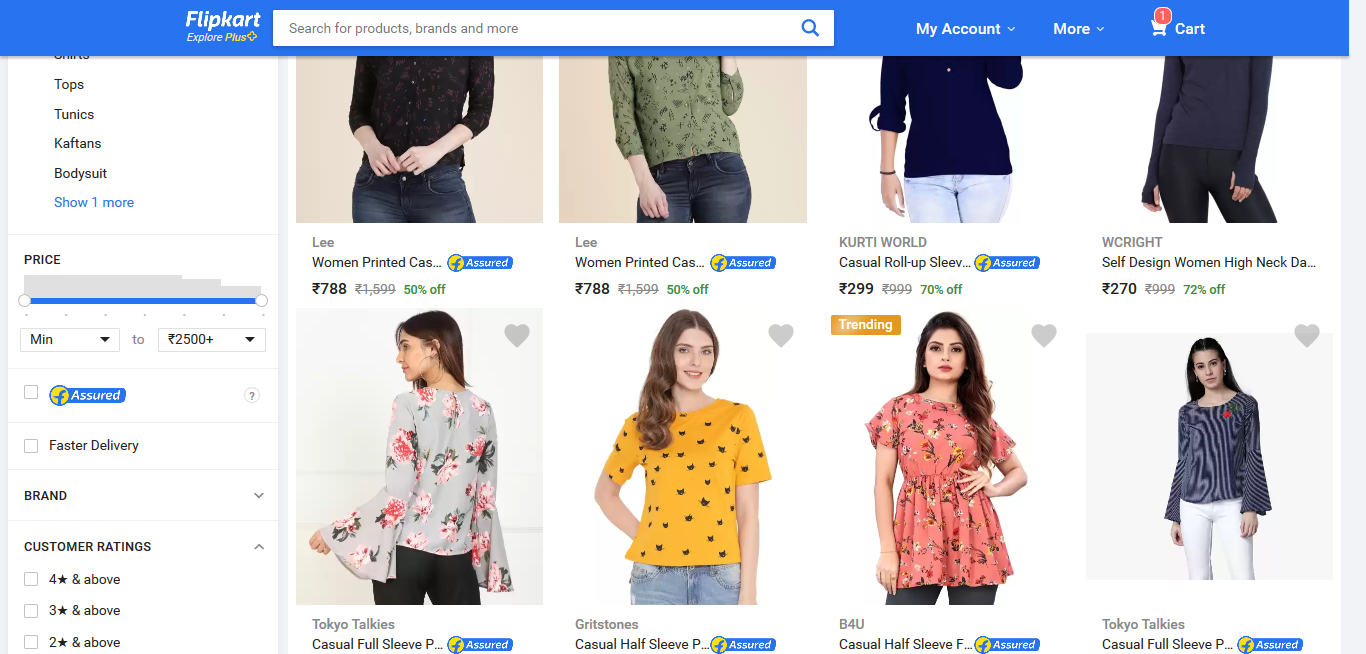 Flipkart
Explore Plus
Search for products, brands and more
My Account
More
1
Cart
Shirts
Tops
Tunics
Kaftans
Bodysuit
Show 1 more
PRICE
Min
to
₹2500+
Assured
?
Faster Delivery
BRAND
CUSTOMER RATINGS
4★ & above
3★ & above
2★ & above
Lee
Women Printed Cas... Assured
₹788 ₹1,599 50% off
Lee
Women Printed Cas... Assured
₹788 ₹1,599 50% off
KURTI WORLD
Casual Roll-up Sleev... Assured
₹299 ₹999 70% off
WCRIGHT
Self Design Women High Neck Da...
₹270 ₹999 72% off
Trending
Tokyo Talkies
Casual Full Sleeve P... Assured
Gritstones
Casual Half Sleeve P... Assured
B4U
Casual Half Sleeve F... Assured
Tokyo Talkies
Casual Full Sleeve P... Assured